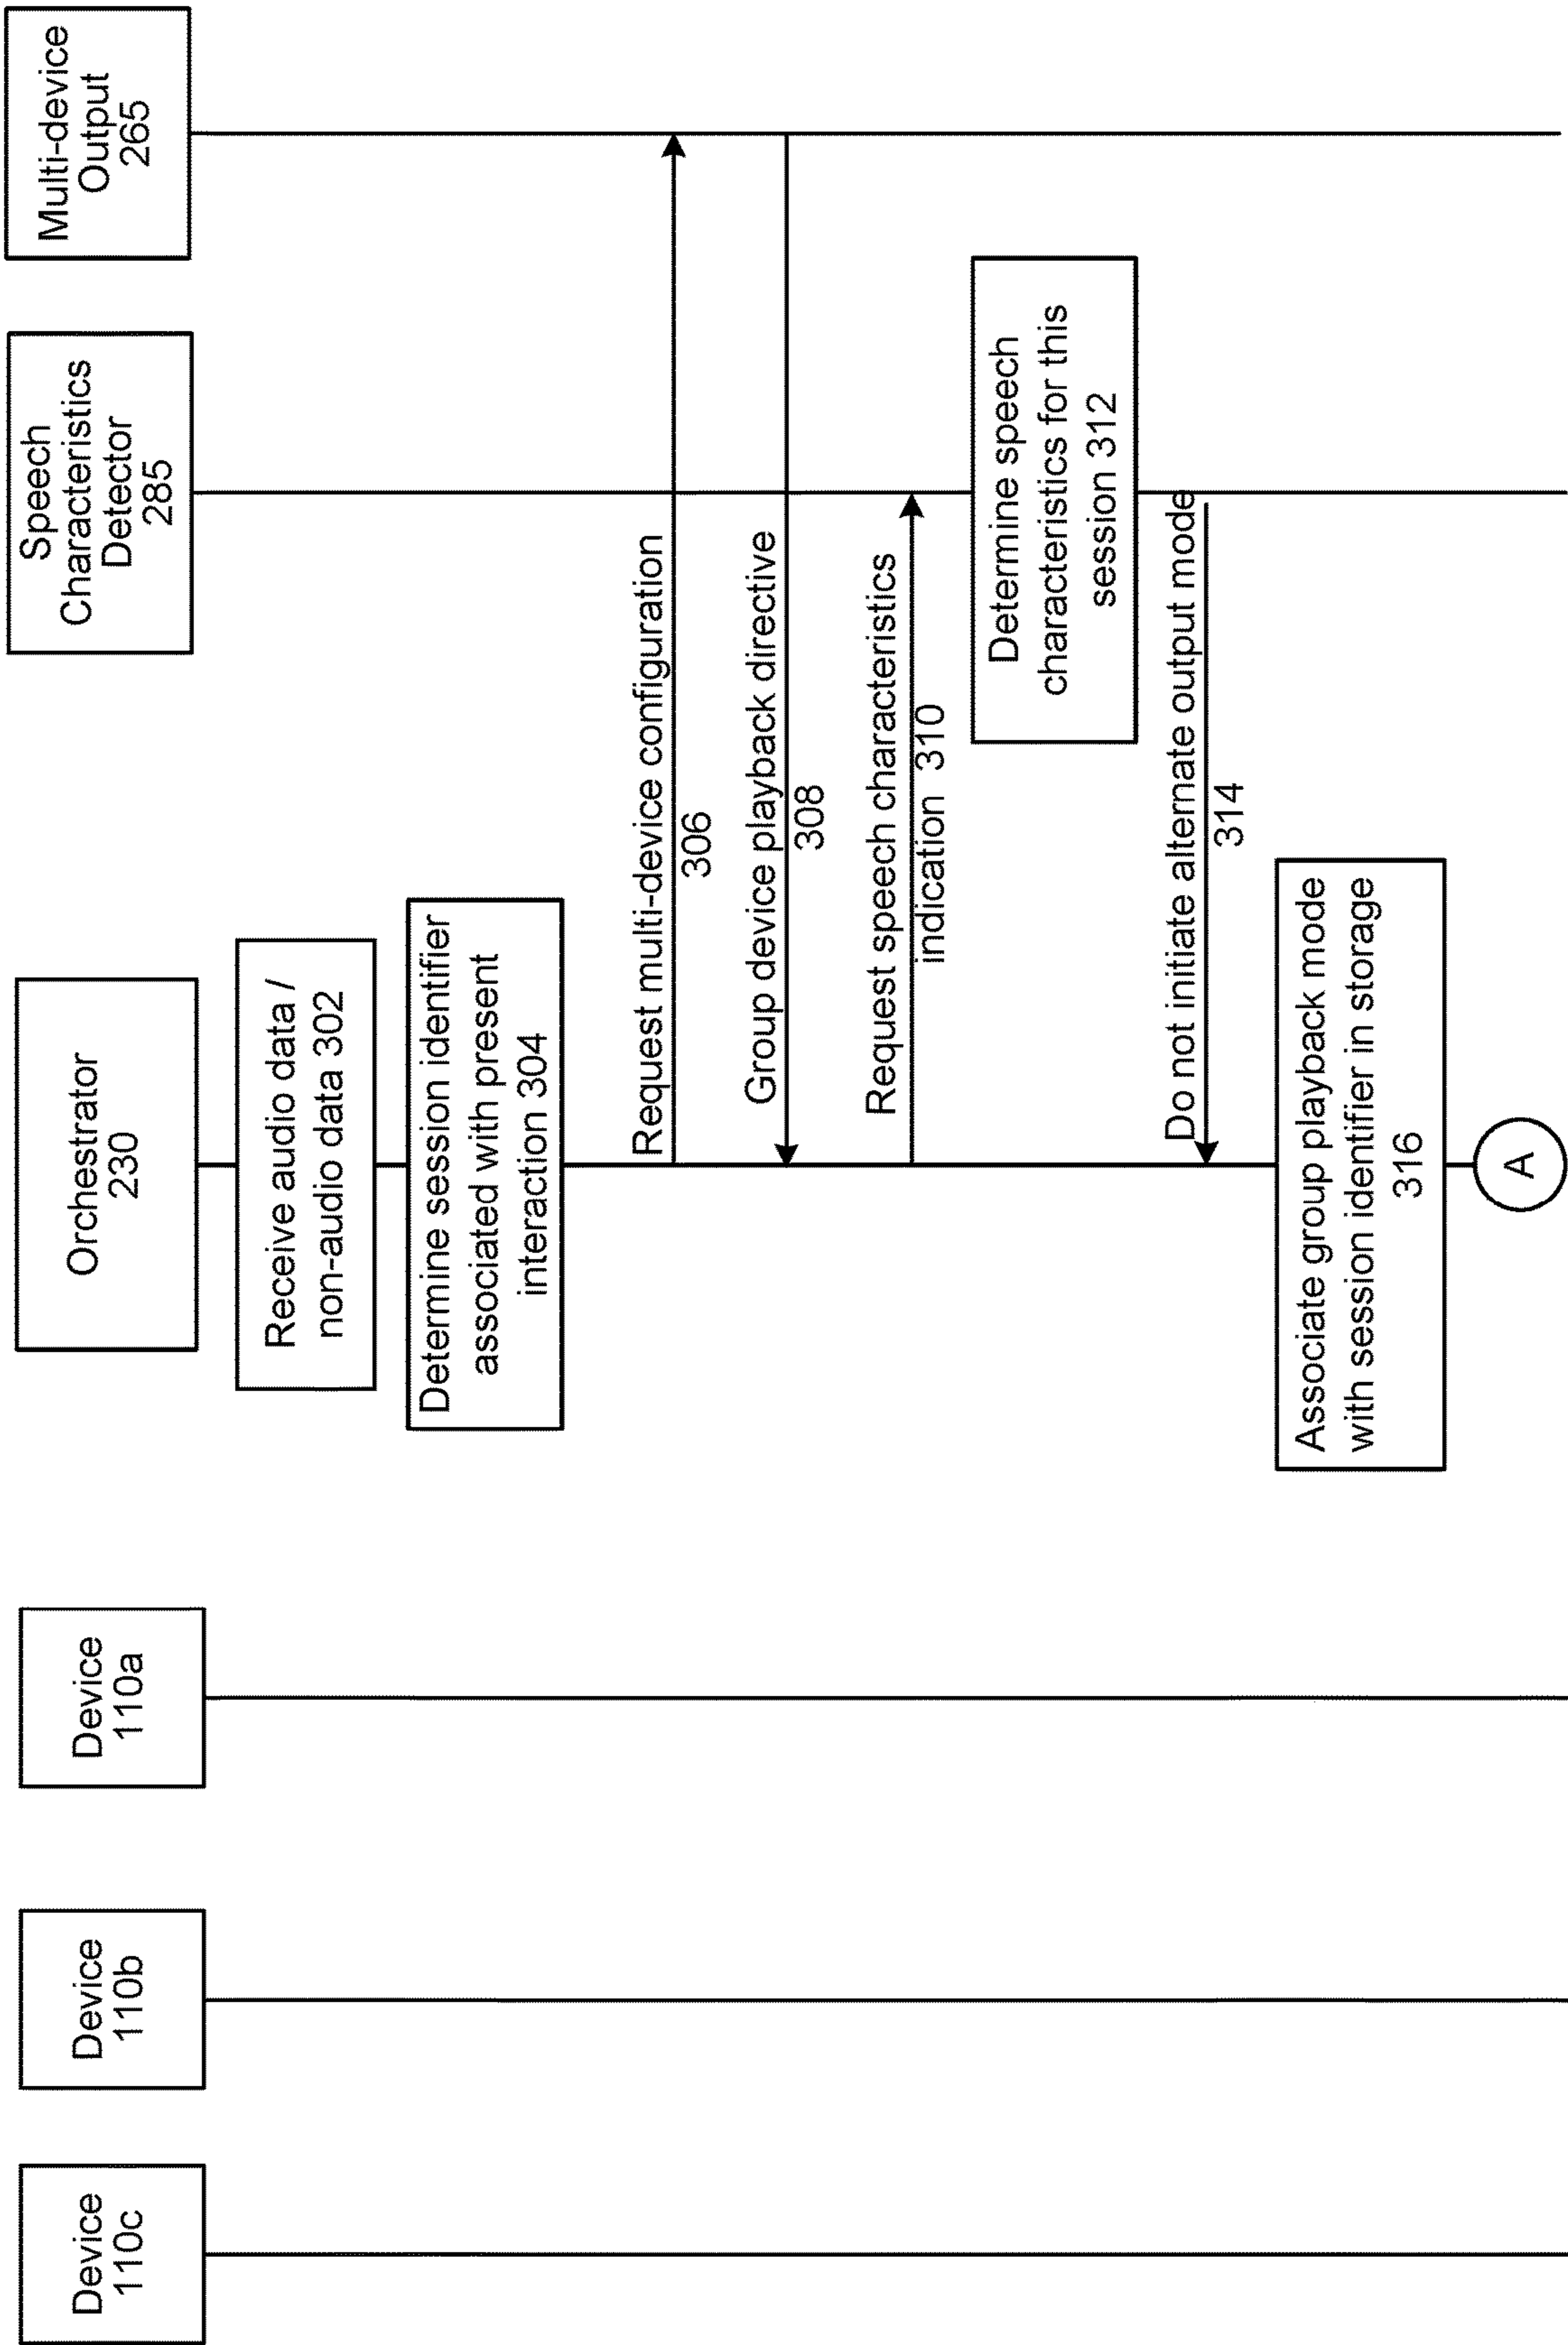 Device
110c
Device
110b
Device
110a
Orchestrator
230
Speech
Characteristics
Detector
285
Multi-device
Output
265
Receive audio data /
non-audio data 302
Determine session identifier
associated with present
interaction 304
Request multi-device configuration
306
Group device playback directive
308
Request speech characteristics
indication 310
Determine speech
characteristics for this
session 312
Do not initiate alternate output mode
314
Associate group playback mode
with session identifier in storage
316
A